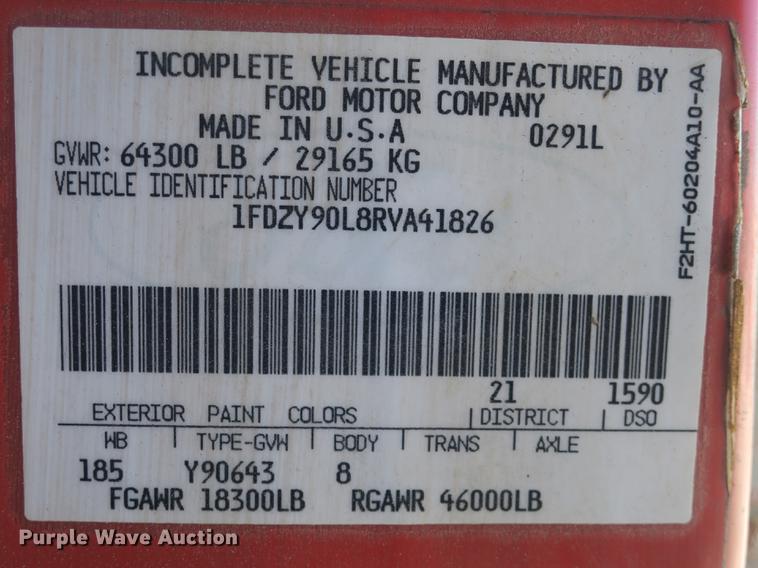 INCOMPLETE VEHICLE MANUFACTURED BY
FORD MOTOR COMPANY
MADE IN U.S.A 0291L
GVWR: 64300 LB / 29165 KG
VEHICLE IDENTIFICATION NUMBER
1FDZY90L8RVA41826
F2HT-60204A10-AA
21 1590
EXTERIOR PAINT COLORS DISTRICT DSO
WB TYPE-GVW BODY TRANS AXLE
185 Y90643 8
FGAWR 18300LB RGAWR 46000LB
Purple Wave Auction